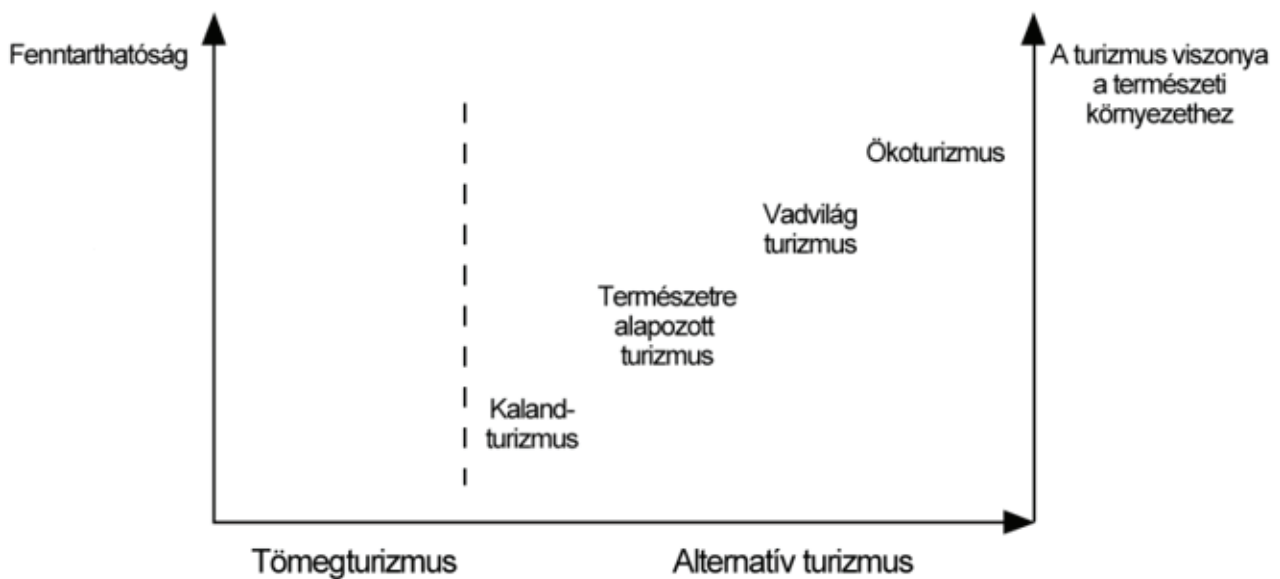 Fenntarthatóság
A turizmus viszonya
a természeti
környezethez
Ökoturizmus
Vadvilág
turizmus
Természetre
alapozott
turizmus
Kaland-
turizmus
Tömegturizmus
Alternatív turizmus